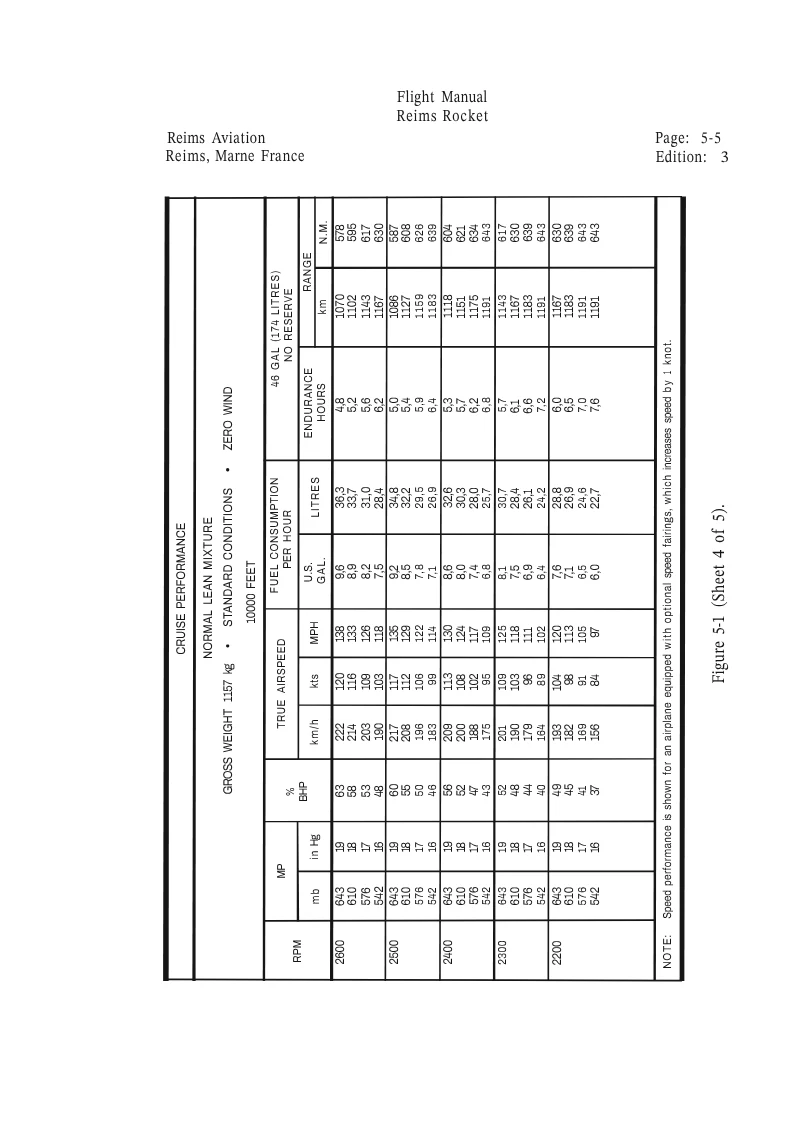 Flight Manual
Reims Rocket
Reims Aviation
Reims, Marne France
Page: 5-5
Edition: 3
CRUISE PERFORMANCE
NORMAL LEAN MIXTURE
GROSS WEIGHT 1157 kg • STANDARD CONDITIONS • ZERO WIND
10000 FEET
RPM MP % BHP TRUE AIRSPEED FUEL CONSUMPTION PER HOUR 46 GAL (174 LITRES) NO RESERVE
mb in Hg km/h kts MPH U.S. GAL. LITRES ENDURANCE HOURS RANGE km N.M.
2600 643 19 63 222 120 138 9,6 36,3 4,8 1070 578
610 18 58 214 116 133 8,9 33,7 5,2 1102 595
576 17 53 203 109 126 8,2 31,0 5,6 1143 617
542 16 48 190 103 118 7,5 28,4 6,2 1167 630
2500 643 19 60 217 117 135 9,2 34,8 5,0 1086 587
610 18 55 208 112 129 8,5 32,2 5,4 1127 608
576 17 50 196 106 122 7,8 29,5 5,9 1159 626
542 16 46 183 99 114 7,1 26,9 6,4 1183 639
2400 643 19 56 209 113 130 8,6 32,6 5,3 1118 604
610 18 52 200 108 124 8,0 30,3 5,7 1151 621
576 17 47 188 102 117 7,4 28,0 6,2 1175 634
542 16 43 175 95 109 6,8 25,7 6,8 1191 643
2300 643 19 52 201 109 125 8,1 30,7 5,7 1143 617
610 18 48 190 103 118 7,5 28,4 6,1 1167 630
576 17 44 179 96 111 6,9 26,1 6,6 1183 639
542 16 40 164 89 102 6,4 24,2 7,2 1191 643
2200 643 19 49 193 104 120 7,6 28,8 6,0 1167 630
610 18 45 182 98 113 7,1 26,9 6,5 1183 639
576 17 41 169 91 105 6,5 24,6 7,0 1191 643
542 16 37 156 84 97 6,0 22,7 7,6 1191 643
NOTE: Speed performance is shown for an airplane equipped with optional speed fairings, which increases speed by 1 knot.
Figure 5-1 (Sheet 4 of 5).